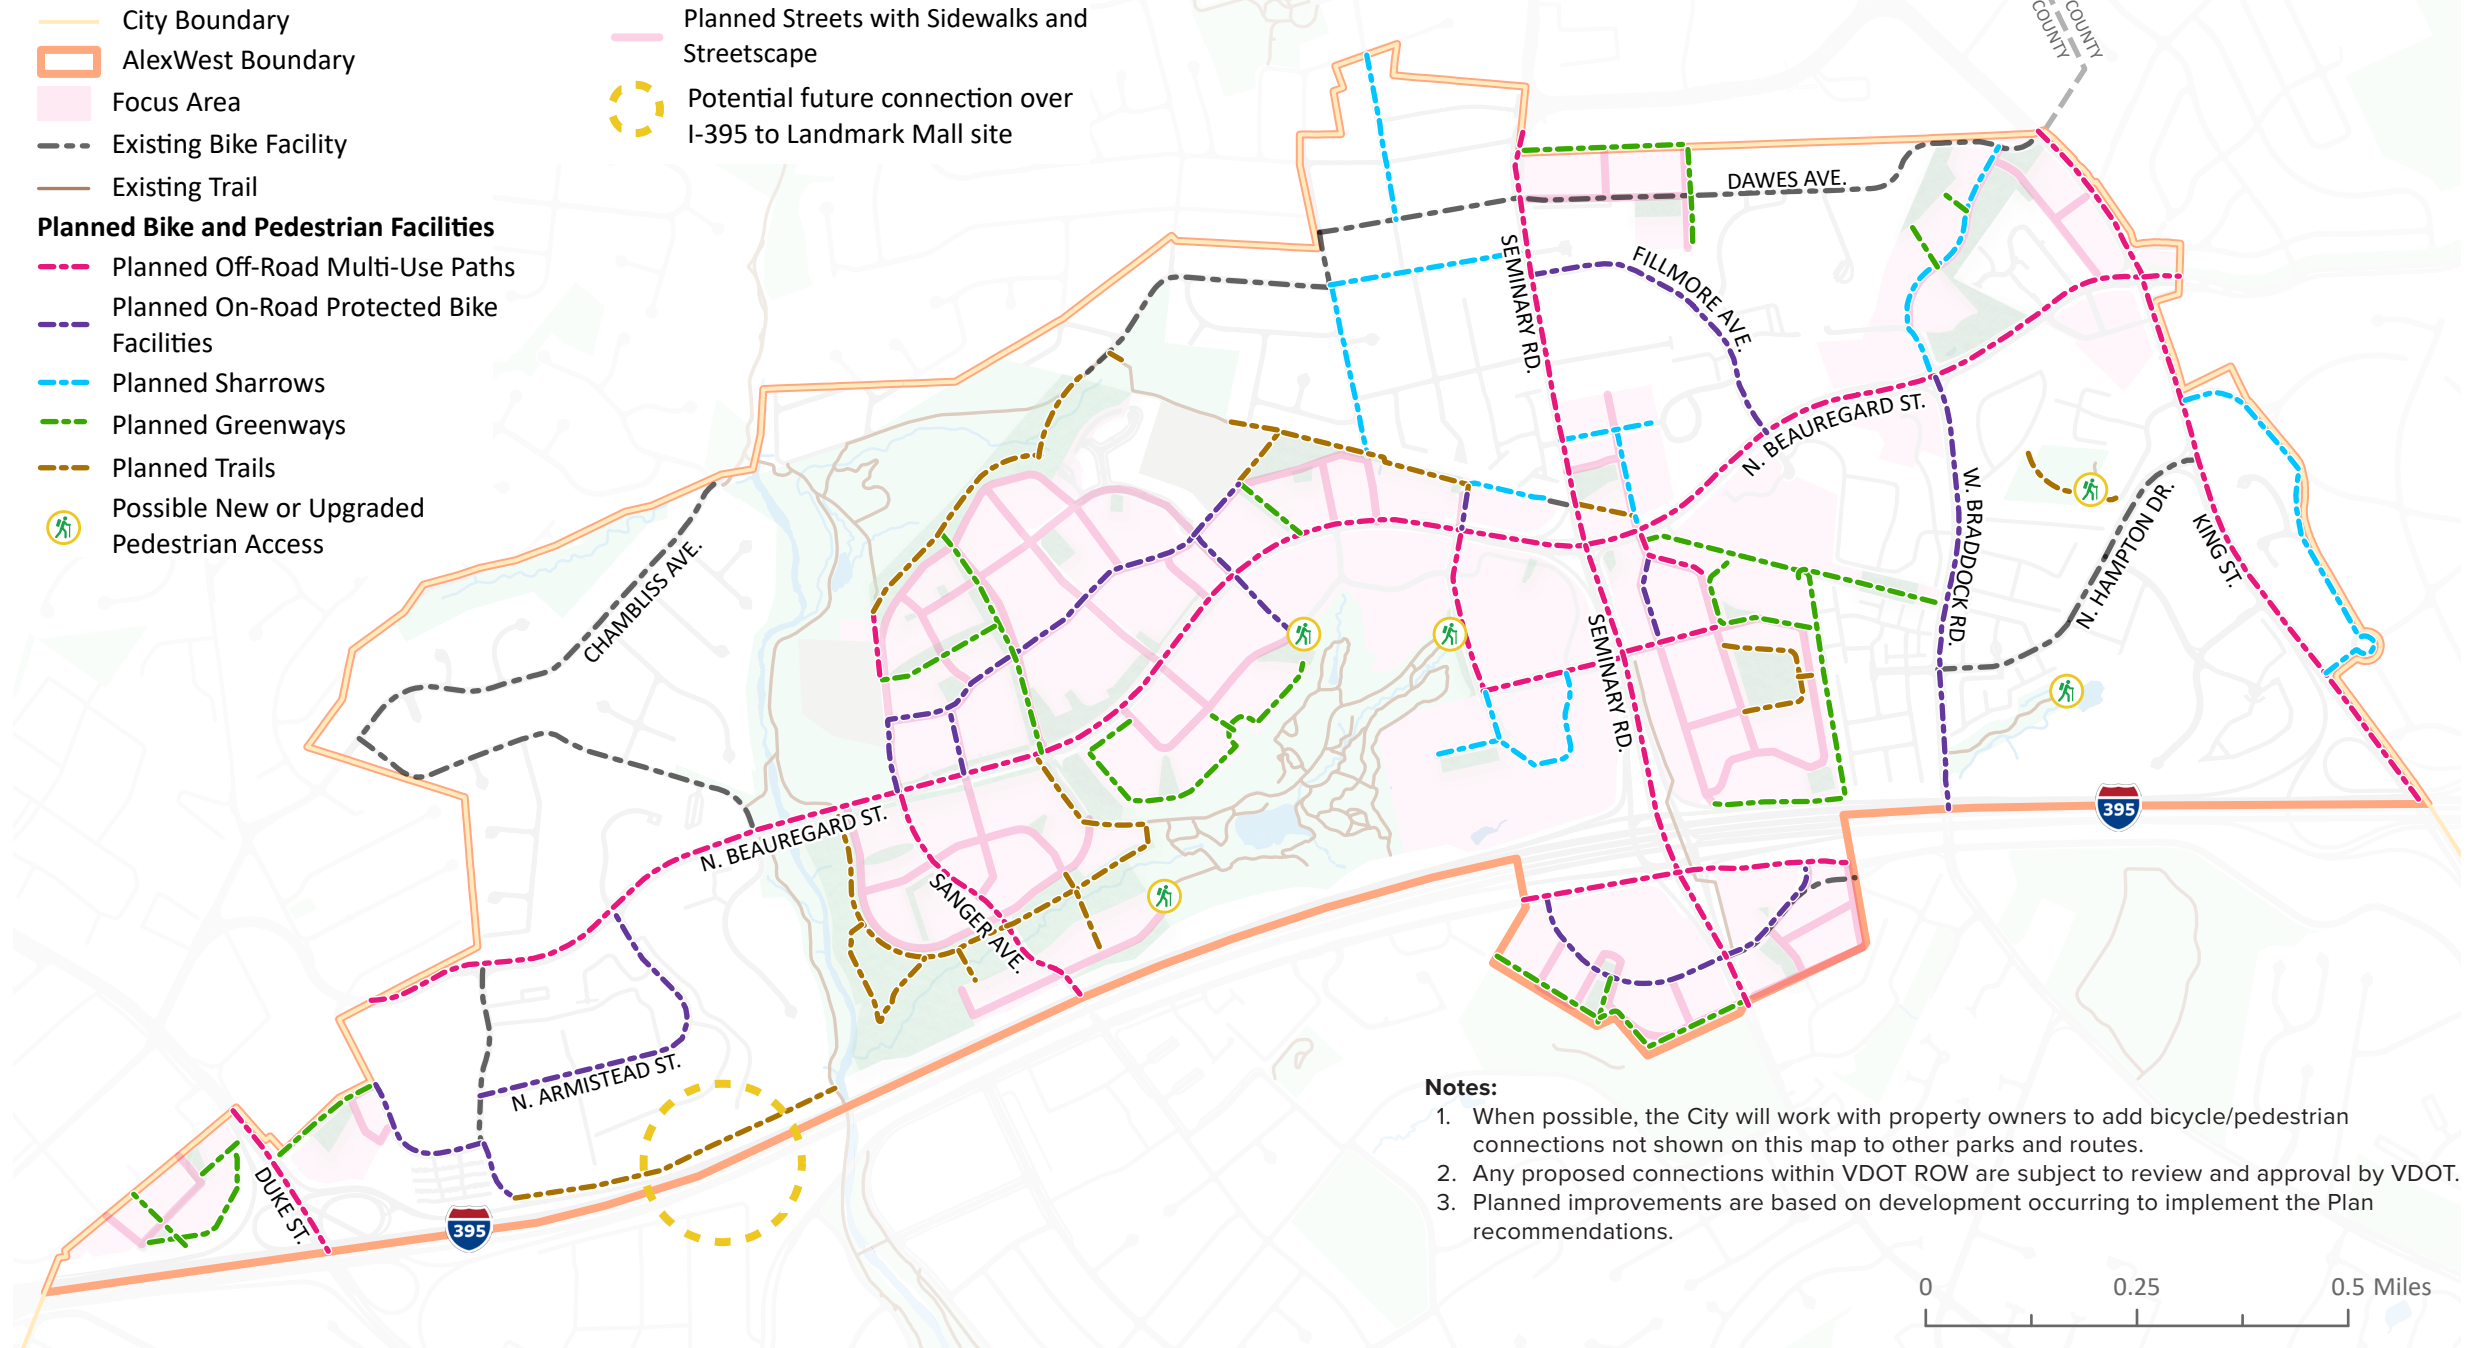 City Boundary
AlexWest Boundary
Focus Area
Existing Bike Facility
Existing Trail
Planned Bike and Pedestrian Facilities
Planned Off-Road Multi-Use Paths
Planned On-Road Protected Bike
Facilities
Planned Sharrows
Planned Greenways
Planned Trails
Possible New or Upgraded
Pedestrian Access
Planned Streets with Sidewalks and
Streetscape
Potential future connection over
I-395 to Landmark Mall site
COUNTY
COUNTY
DAWES AVE.
SEMINARY RD.
FILLMORE AVE.
N. BEAUREGARD ST.
W. BRADDOCK RD.
N. HAMPTON DR.
KING ST.
CHAMBLISS AVE.
SEMINARY RD.
395
N. BEAUREGARD ST.
SANGER AVE.
N. ARMISTEAD ST.
DUKE ST.
395
Notes:
1. When possible, the City will work with property owners to add bicycle/pedestrian
connections not shown on this map to other parks and routes.
2. Any proposed connections within VDOT ROW are subject to review and approval by VDOT.
3. Planned improvements are based on development occurring to implement the Plan
recommendations.
0 0.25 0.5 Miles